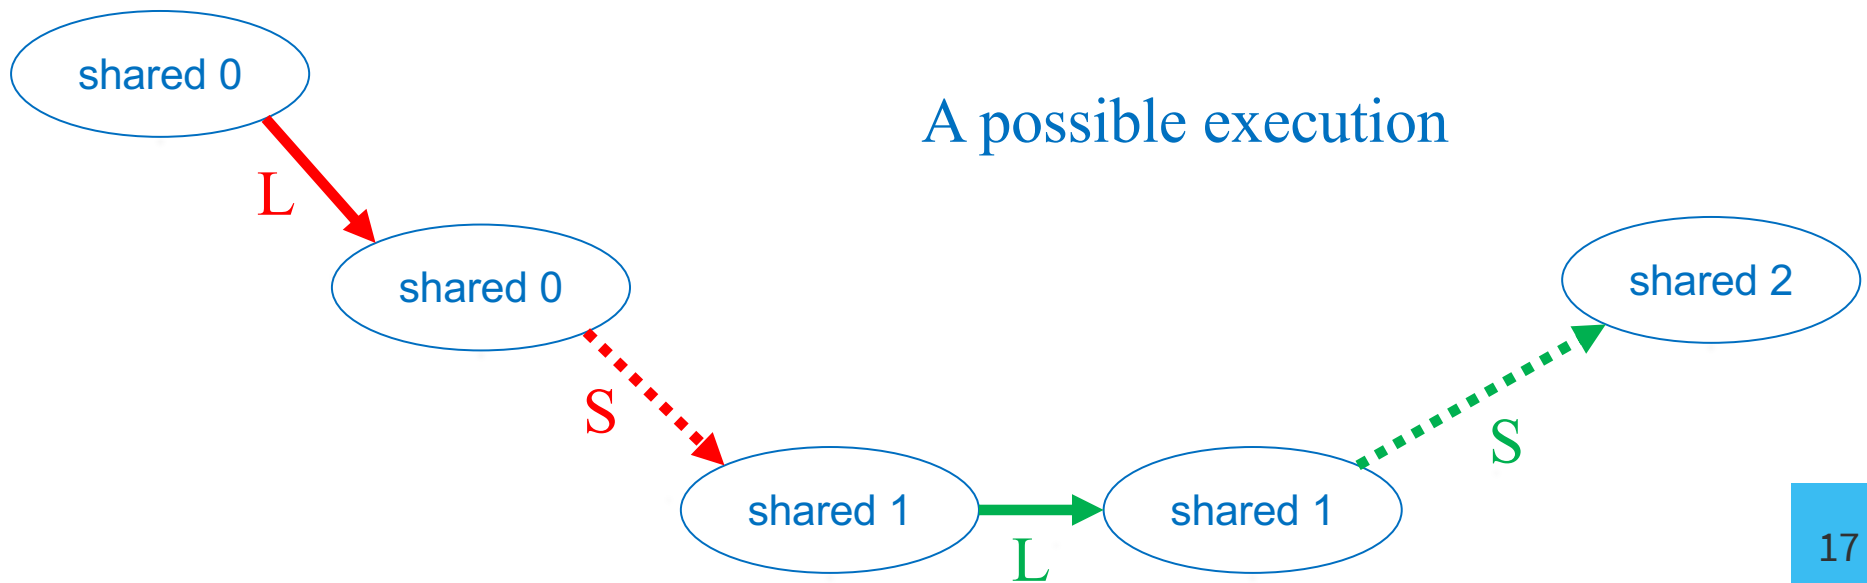 shared 0
A possible execution
L
shared 0
shared 2
S
S
shared 1
shared 1
L
17